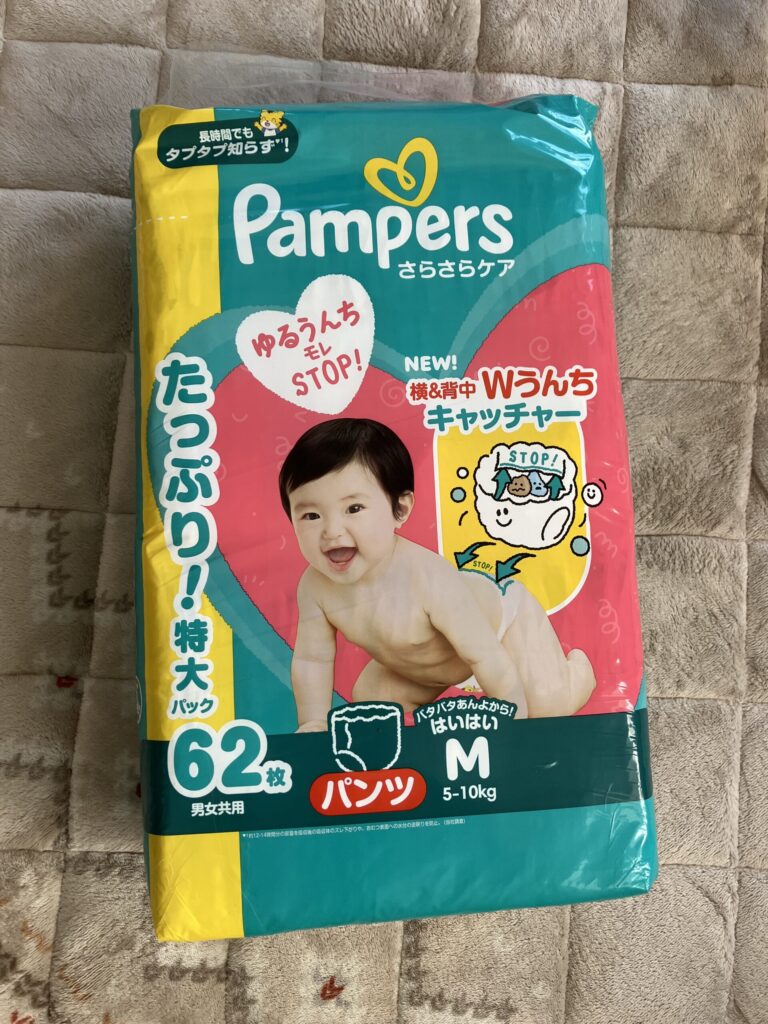 長時間でも
タプタプ知らず*¹!
Pampers
さらさらケア
ゆるうんち
モレ
STOP!
NEW!
横&背中 Wうんち
キャッチャー
STOP!
STOP!
たっぷり!特大
パック
62枚
男女共用
パンツ
パタパタあんよから!
はいはい
M
5-10kg